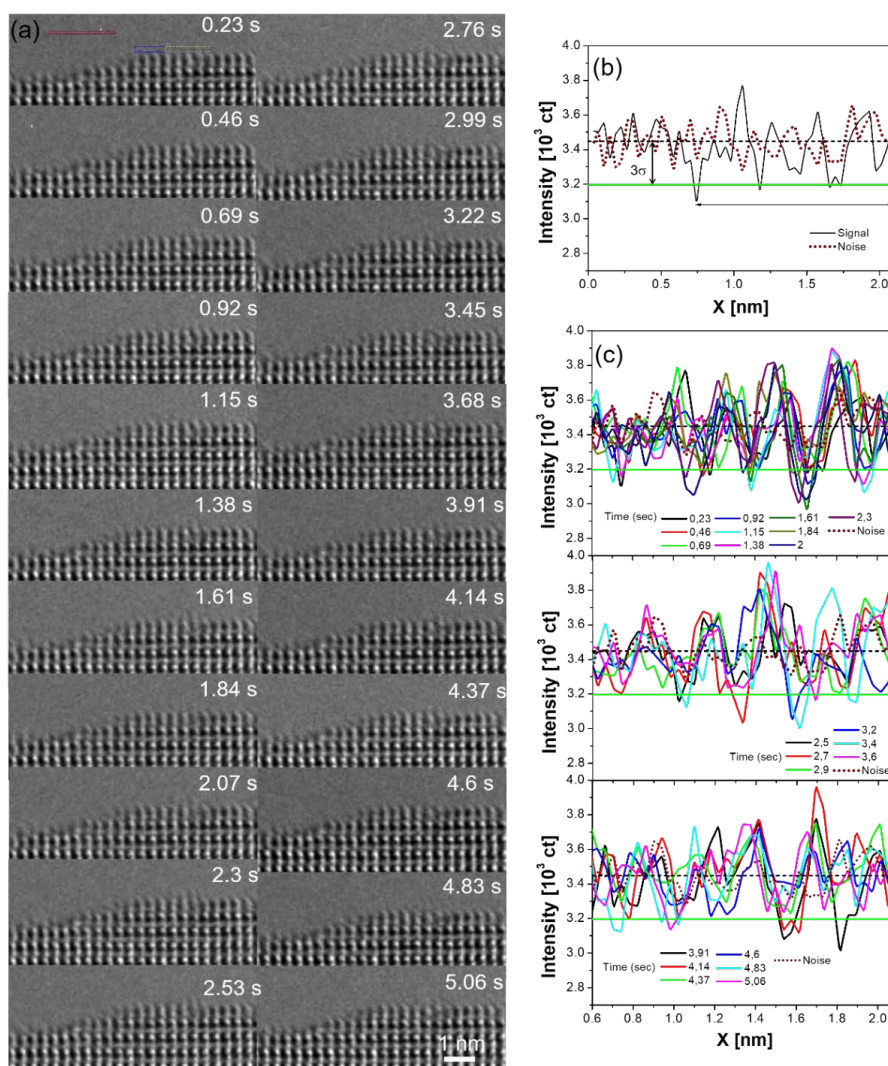 (a)
0.23 s
2.76 s
0.46 s
2.99 s
0.69 s
3.22 s
0.92 s
3.45 s
1.15 s
3.68 s
1.38 s
3.91 s
1.61 s
4.14 s
1.84 s
4.37 s
2.07 s
4.6 s
2.3 s
4.83 s
2.53 s
5.06 s
1 nm
(b)
Intensity [10³ ct]
4.0
3.8
3.6
3.4
3.2
3.0
2.8
3σ
Signal
Noise
0.0 0.5 1.0 1.5 2.0
X [nm]
(c)
Intensity [10³ ct]
4.0
3.8
3.6
3.4
3.2
3.0
2.8
Time (sec)
0,23 0,92 1,61 2,3
0,46 1,15 1,84 Noise
0,69 1,38 2
Intensity [10³ ct]
4.0
3.8
3.6
3.4
3.2
3.0
2.8
Time (sec)
2,5 3,2
2,7 3,4
2,9 3,6
Noise
Intensity [10³ ct]
4.0
3.8
3.6
3.4
3.2
3.0
2.8
2.7
Time (sec)
3,91 4,6 Noise
4,14 4,83
4,37 5,06
0.6 0.8 1.0 1.2 1.4 1.6 1.8 2.0
X [nm]